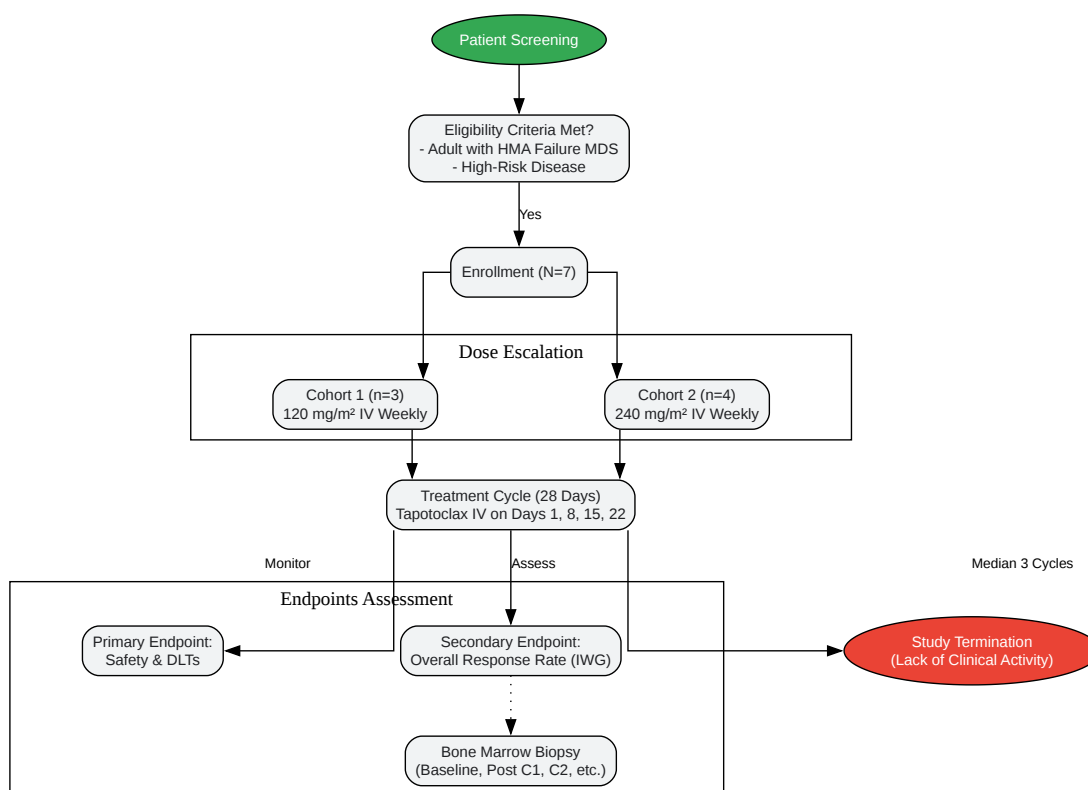 Patient Screening
Eligibility Criteria Met?
- Adult with HMA Failure MDS
- High-Risk Disease
Yes
Enrollment (N=7)
Dose Escalation
Cohort 1 (n=3)
120 mg/m² IV Weekly
Cohort 2 (n=4)
240 mg/m² IV Weekly
Treatment Cycle (28 Days)
Tapotoclax IV on Days 1, 8, 15, 22
Monitor
Assess
Median 3 Cycles
Endpoints Assessment
Primary Endpoint:
Safety & DLTs
Secondary Endpoint:
Overall Response Rate (IWG)
Study Termination
(Lack of Clinical Activity)
Bone Marrow Biopsy
(Baseline, Post C1, C2, etc.)